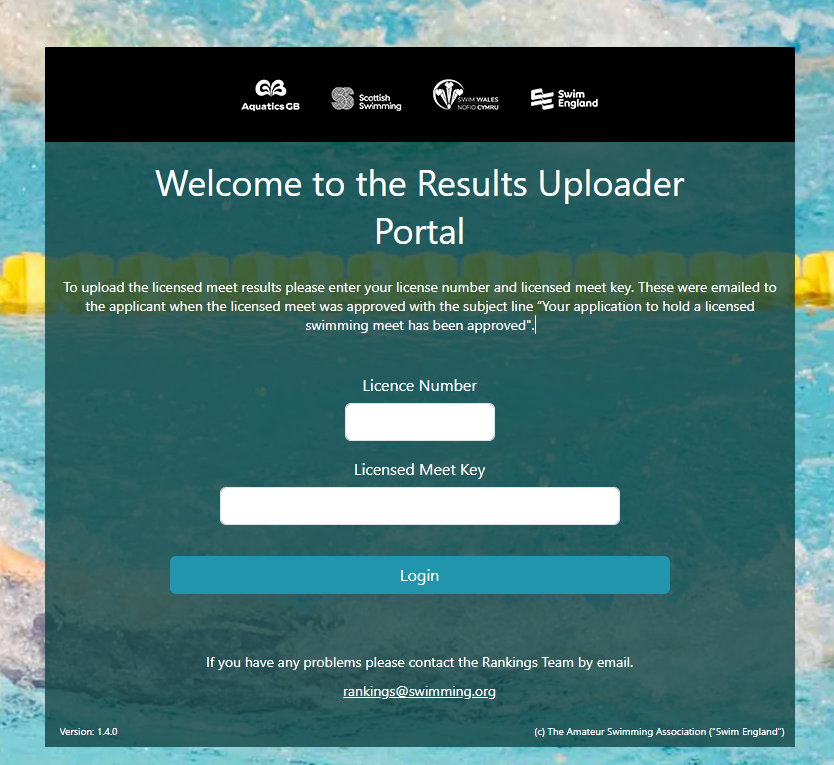 Aquatics GB
Scottish
Swimming
SWIM WALES
NOFIO CYMRU
Swim
England
Welcome to the Results Uploader
Portal
To upload the licensed meet results please enter your license number and licensed meet key. These were emailed to
the applicant when the licensed meet was approved with the subject line “Your application to hold a licensed
swimming meet has been approved".
Licence Number
Licensed Meet Key
Login
If you have any problems please contact the Rankings Team by email.
rankings@swimming.org
Version: 1.4.0
(c) The Amateur Swimming Association ("Swim England")